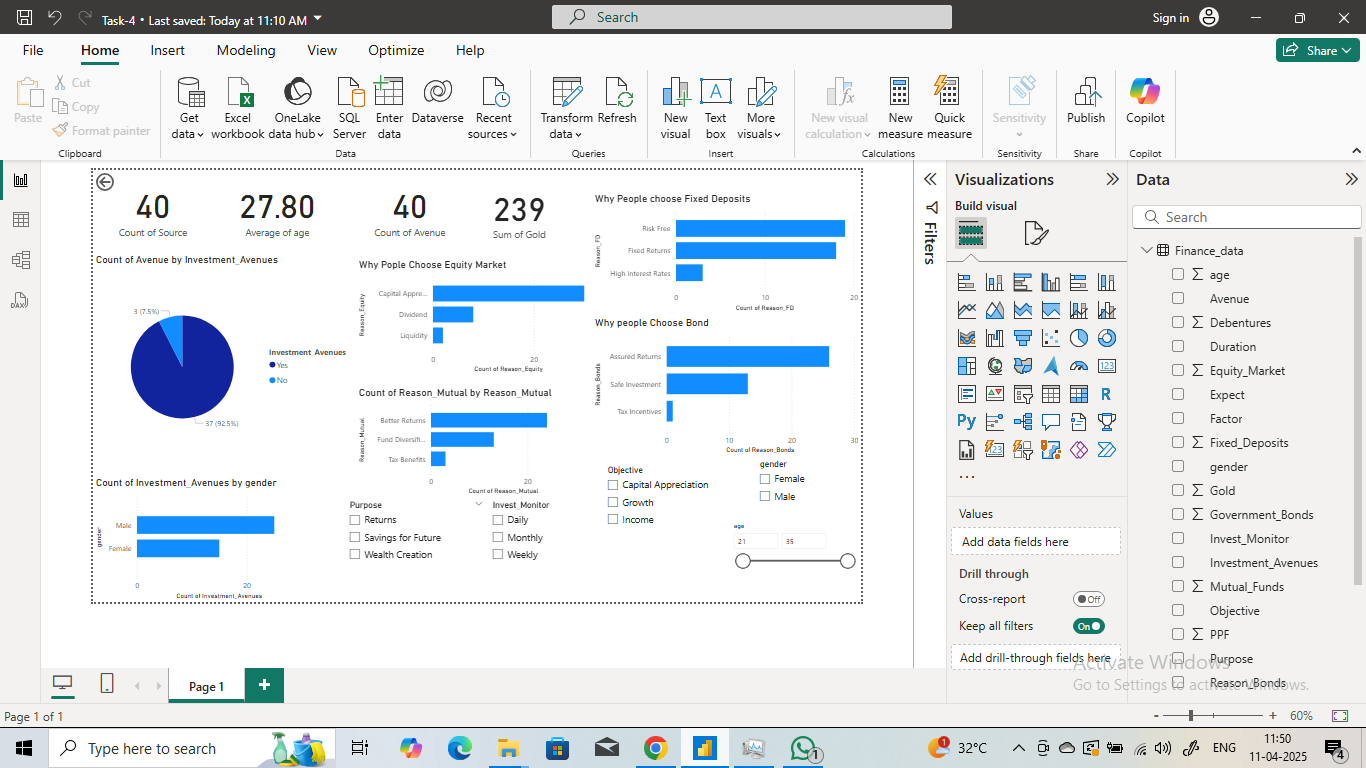 Task-4 • Last saved: Today at 11:10 AM
Search
Sign in
File Home Insert Modeling View Optimize Help
Share
Paste
Cut
Copy
Format painter
Clipboard
Get data
Excel workbook
OneLake data hub
SQL Server
Enter data
Dataverse
Recent sources
Data
Transform data
Refresh
Queries
New visual
Text box
More visuals
Insert
New visual calculation
New measure
Quick measure
Calculations
Sensitivity
Sensitivity
Publish
Share
Copilot
Copilot
40
Count of Source
27.80
Average of age
40
Count of Avenue
239
Sum of Gold
Count of Avenue by Investment_Avenues
3 (7.5%)
37 (92.5%)
Investment_Avenues
Yes
No
Count of Investment_Avenues by gender
gender
Male
Female
0 20
Count of Investment_Avenues
Why Pople Choose Equity Market
Reason_Equity
Capital Appre...
Dividend
Liquidity
0 20
Count of Reason_Equity
Count of Reason_Mutual by Reason_Mutual
Reason_Mutual
Better Returns
Fund Diversifi...
Tax Benefits
0 20
Count of Reason_Mutual
Purpose
Returns
Savings for Future
Wealth Creation
Invest_Monitor
Daily
Monthly
Weekly
Why People choose Fixed Deposits
Reason_FD
Risk Free
Fixed Returns
High Interest Rates
0 10 20
Count of Reason_FD
Why people Choose Bond
Reason_Bonds
Assured Returns
Safe Investment
Tax Incentives
0 10 20 30
Count of Reason_Bonds
Objective
Capital Appreciation
Growth
Income
gender
Female
Male
age
21 35
Filters
Visualizations
Build visual
123
R
Py
123
...
Values
Add data fields here
Drill through
Cross-report
Off
Keep all filters
On
Add drill-through fields here
Data
Search
Finance_data
age
Avenue
Debentures
Duration
Equity_Market
Expect
Factor
Fixed_Deposits
gender
Gold
Government_Bonds
Invest_Monitor
Investment_Avenues
Mutual_Funds
Objective
PPF
Purpose
Reason_Bonds
Activate Windows
Go to Settings to activate Windows.
Page 1
Page 1 of 1
- + 60%
Type here to search
1
1
32°C
ENG
11:50
11-04-2025
4
DAX